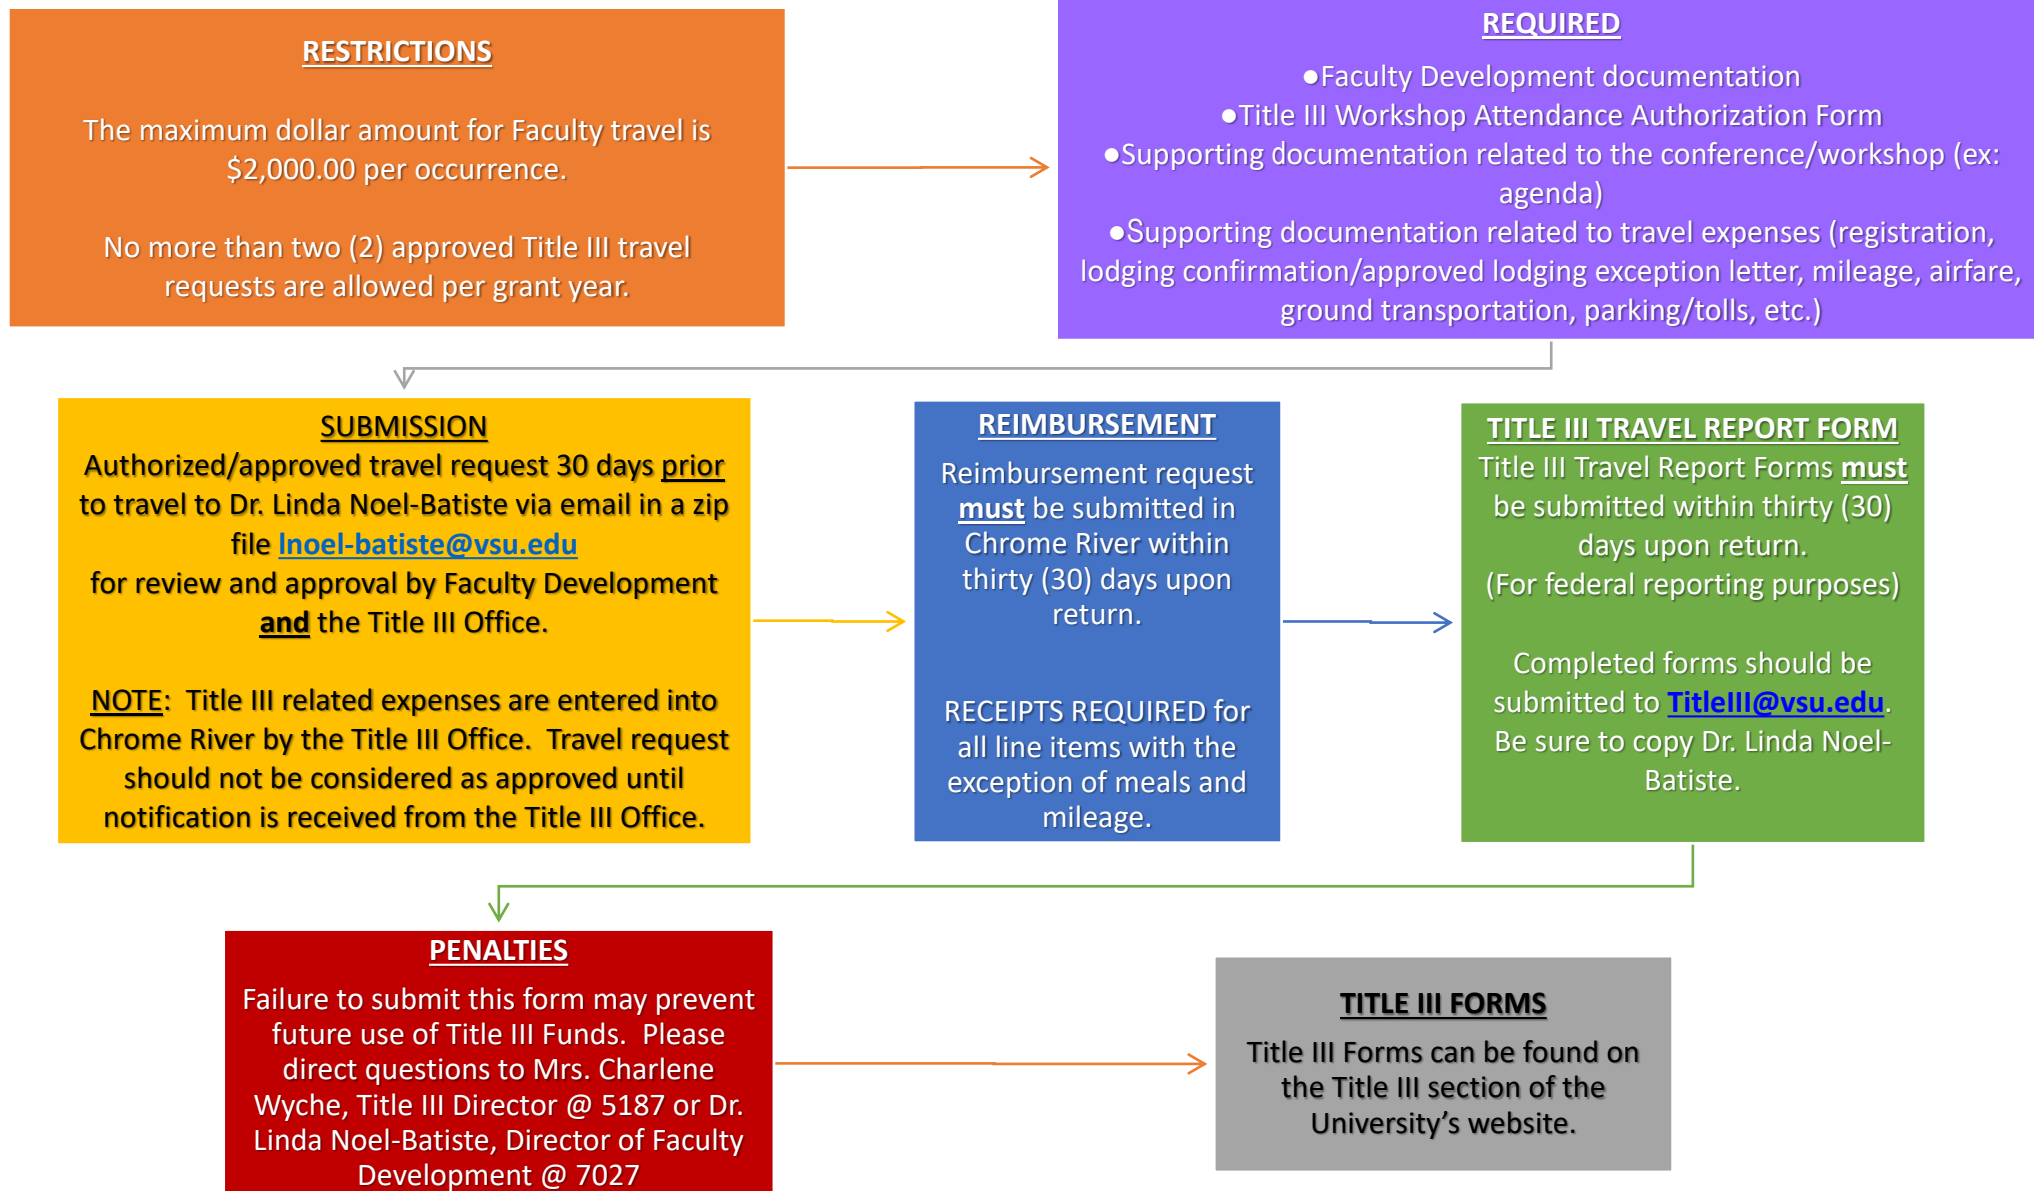 RESTRICTIONS
The maximum dollar amount for Faculty travel is
$2,000.00 per occurrence.
No more than two (2) approved Title III travel
requests are allowed per grant year.
REQUIRED
●Faculty Development documentation
●Title III Workshop Attendance Authorization Form
●Supporting documentation related to the conference/workshop (ex:
agenda)
●Supporting documentation related to travel expenses (registration,
lodging confirmation/approved lodging exception letter, mileage, airfare,
ground transportation, parking/tolls, etc.)
SUBMISSION
Authorized/approved travel request 30 days prior
to travel to Dr. Linda Noel-Batiste via email in a zip
file lnoel-batiste@vsu.edu
for review and approval by Faculty Development
and the Title III Office.
NOTE:  Title III related expenses are entered into
Chrome River by the Title III Office.  Travel request
should not be considered as approved until
notification is received from the Title III Office.
REIMBURSEMENT
Reimbursement request
must be submitted in
Chrome River within
thirty (30) days upon
return.
RECEIPTS REQUIRED for
all line items with the
exception of meals and
mileage.
TITLE III TRAVEL REPORT FORM
Title III Travel Report Forms must
be submitted within thirty (30)
days upon return.
(For federal reporting purposes)
Completed forms should be
submitted to TitleIII@vsu.edu.
Be sure to copy Dr. Linda Noel-
Batiste.
PENALTIES
Failure to submit this form may prevent
future use of Title III Funds.  Please
direct questions to Mrs. Charlene
Wyche, Title III Director @ 5187 or Dr.
Linda Noel-Batiste, Director of Faculty
Development @ 7027
TITLE III FORMS
Title III Forms can be found on
the Title III section of the
University’s website.